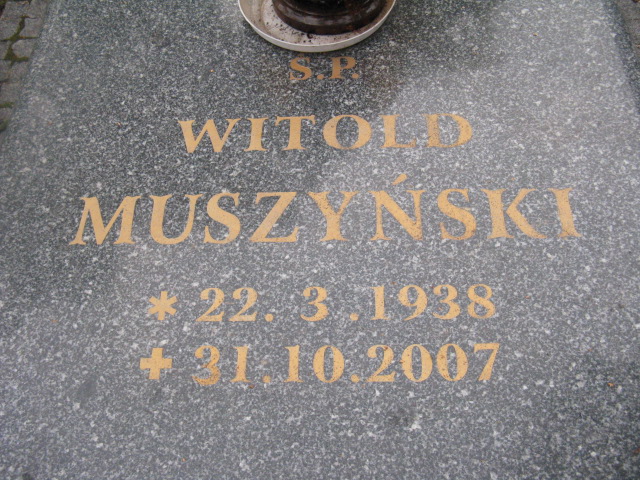 Ś.P.
WITOLD
MUSZYŃSKI
* 22. 3 .1938
+ 31.10.2007